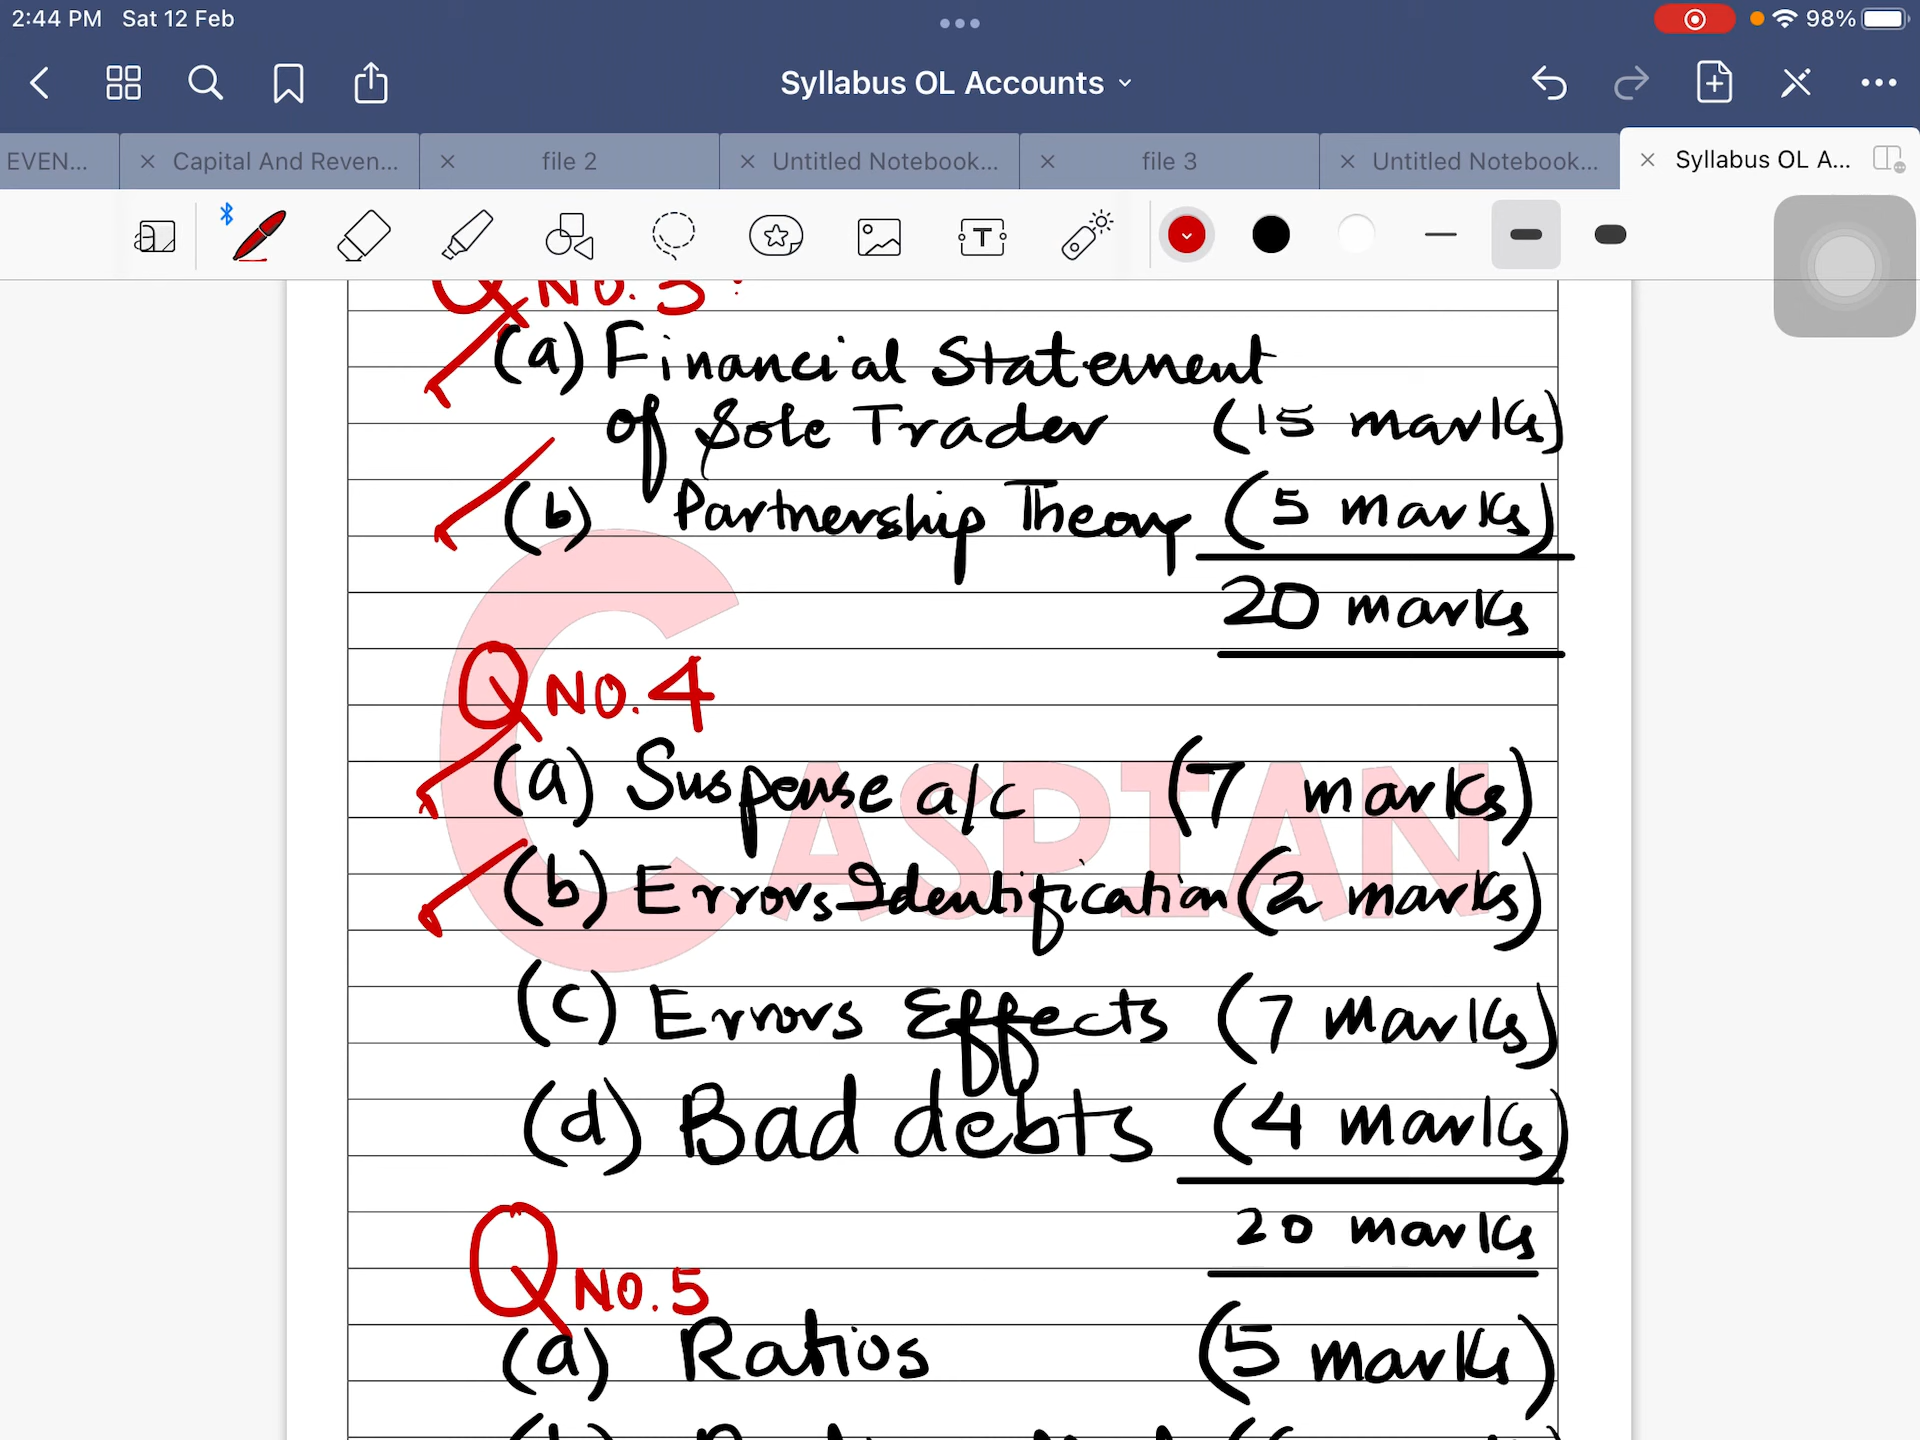 2:44 PM Sat 12 Feb
98%
Syllabus OL Accounts
EVEN...
Capital And Reven...
file 2
Untitled Notebook...
file 3
Untitled Notebook...
Syllabus OL A...
Q NO. 3
(a) Financial Statement
of Sole Trader (15 marks)
(b) Partnership Theory (5 marks)
20 marks
Q NO. 4
(a) Suspense a/c (7 marks)
CASPIAN
(b) Errors Identification (2 marks)
(c) Errors Effects (7 marks)
(d) Bad debts (4 marks)
20 marks
Q NO. 5
(a) Ratios (5 marks)